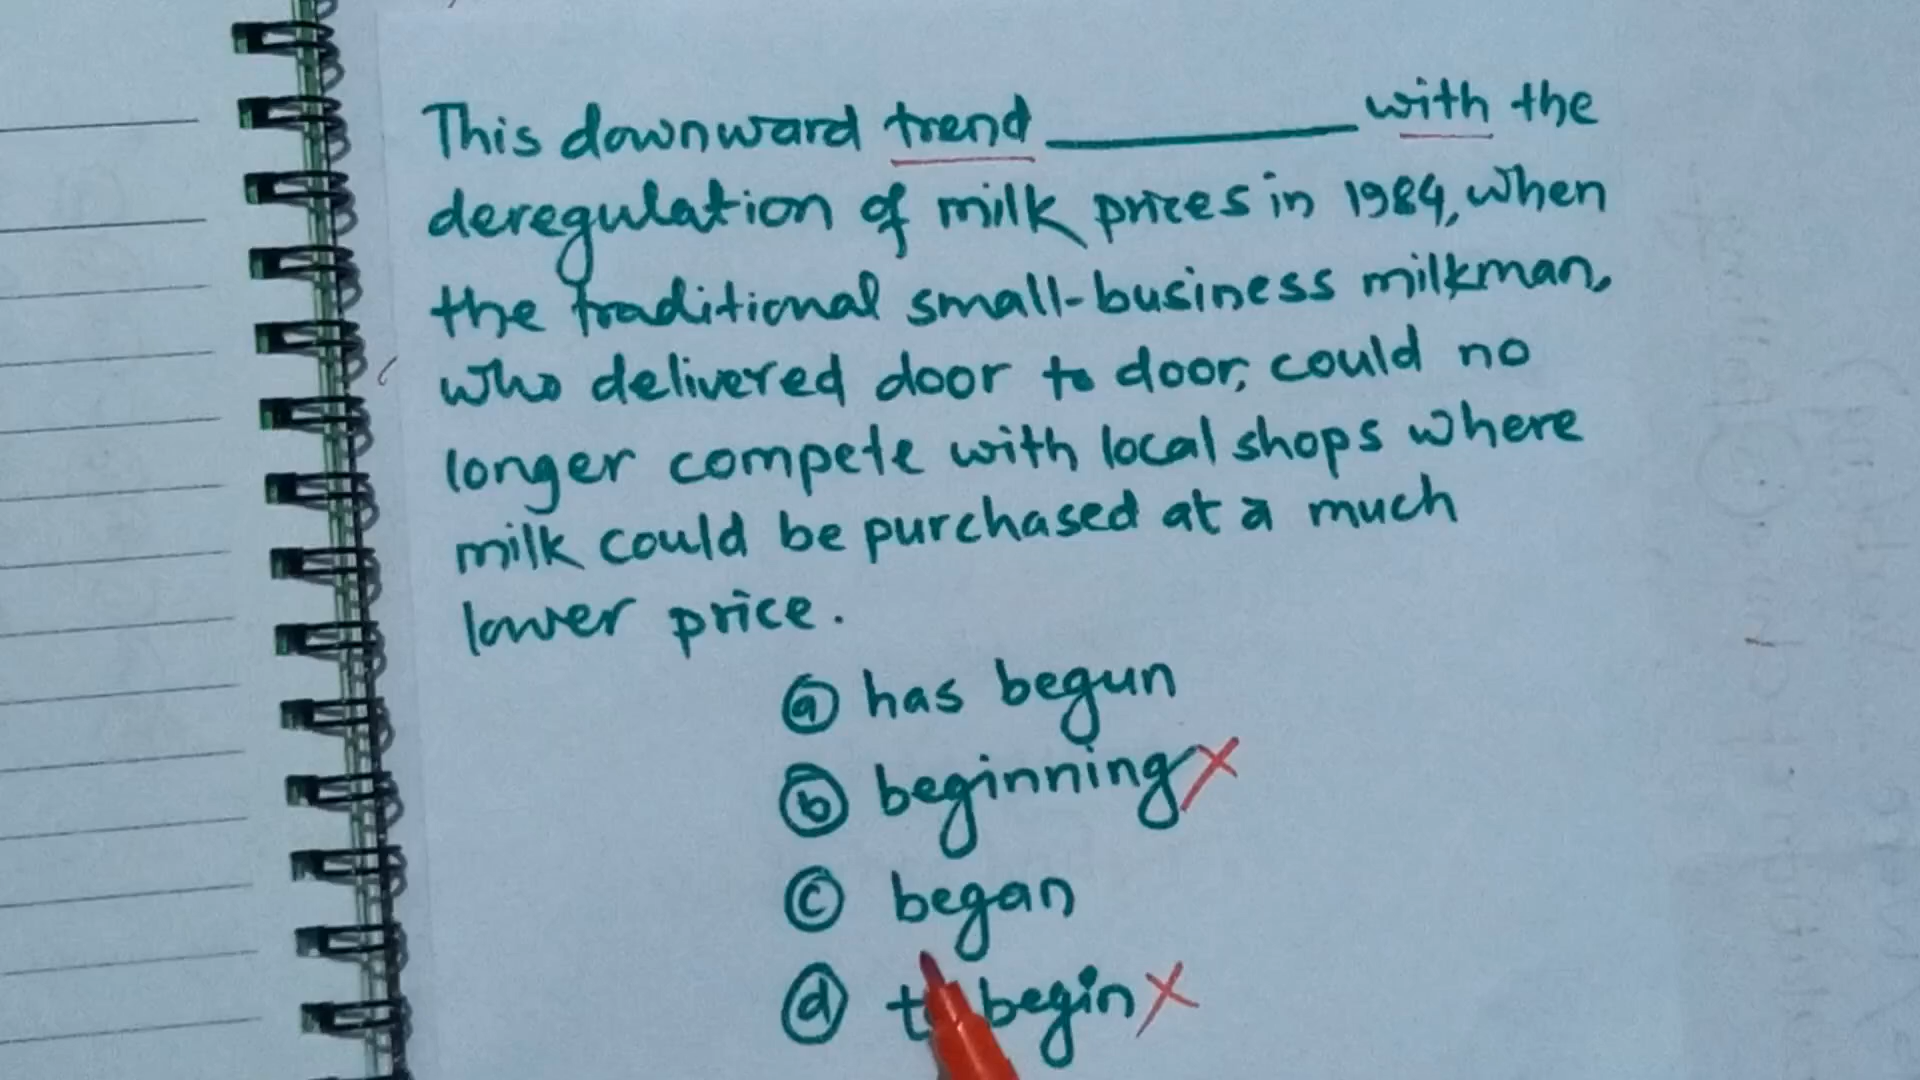 This downward trend __________ with the
deregulation of milk prices in 1984, when
the traditional small-business milkman,
who delivered door to door, could no
longer compete with local shops where
milk could be purchased at a much
lower price.
ⓐ has begun
ⓑ beginning ✗
ⓒ began
ⓓ to begin ✗